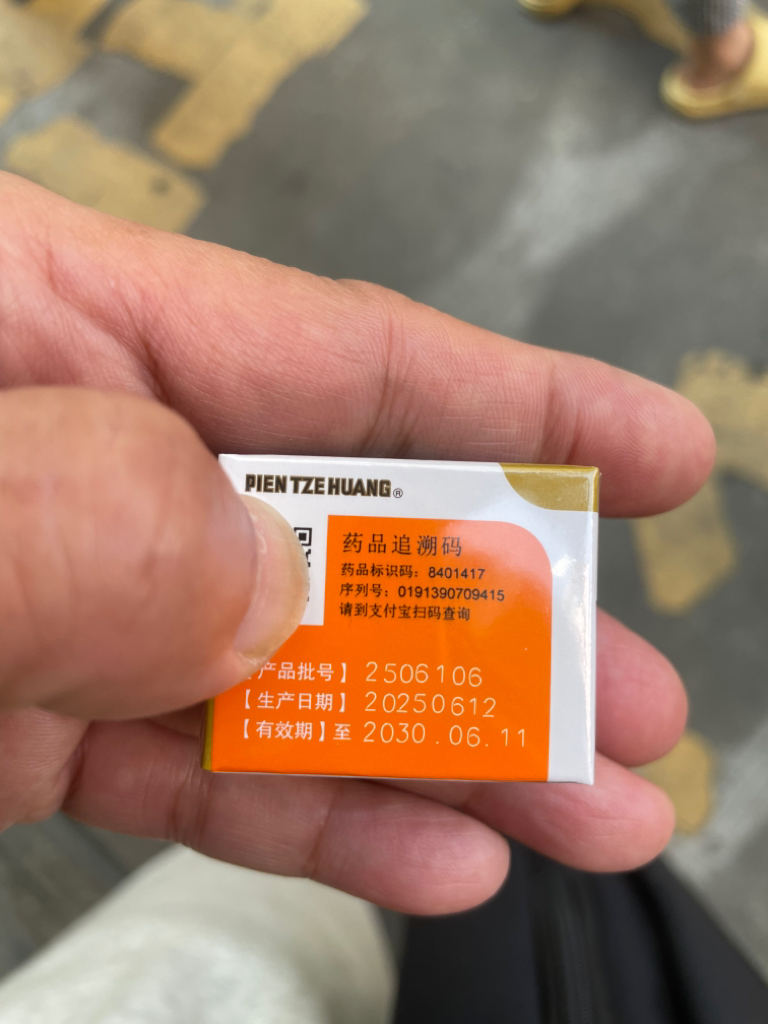 PIEN TZE HUANG®
药品追溯码
药品标识码：8401417
序列号：0191390709415
请到支付宝扫码查询
【产品批号】2506106
【生产日期】20250612
【有效期】至 2030.06.11